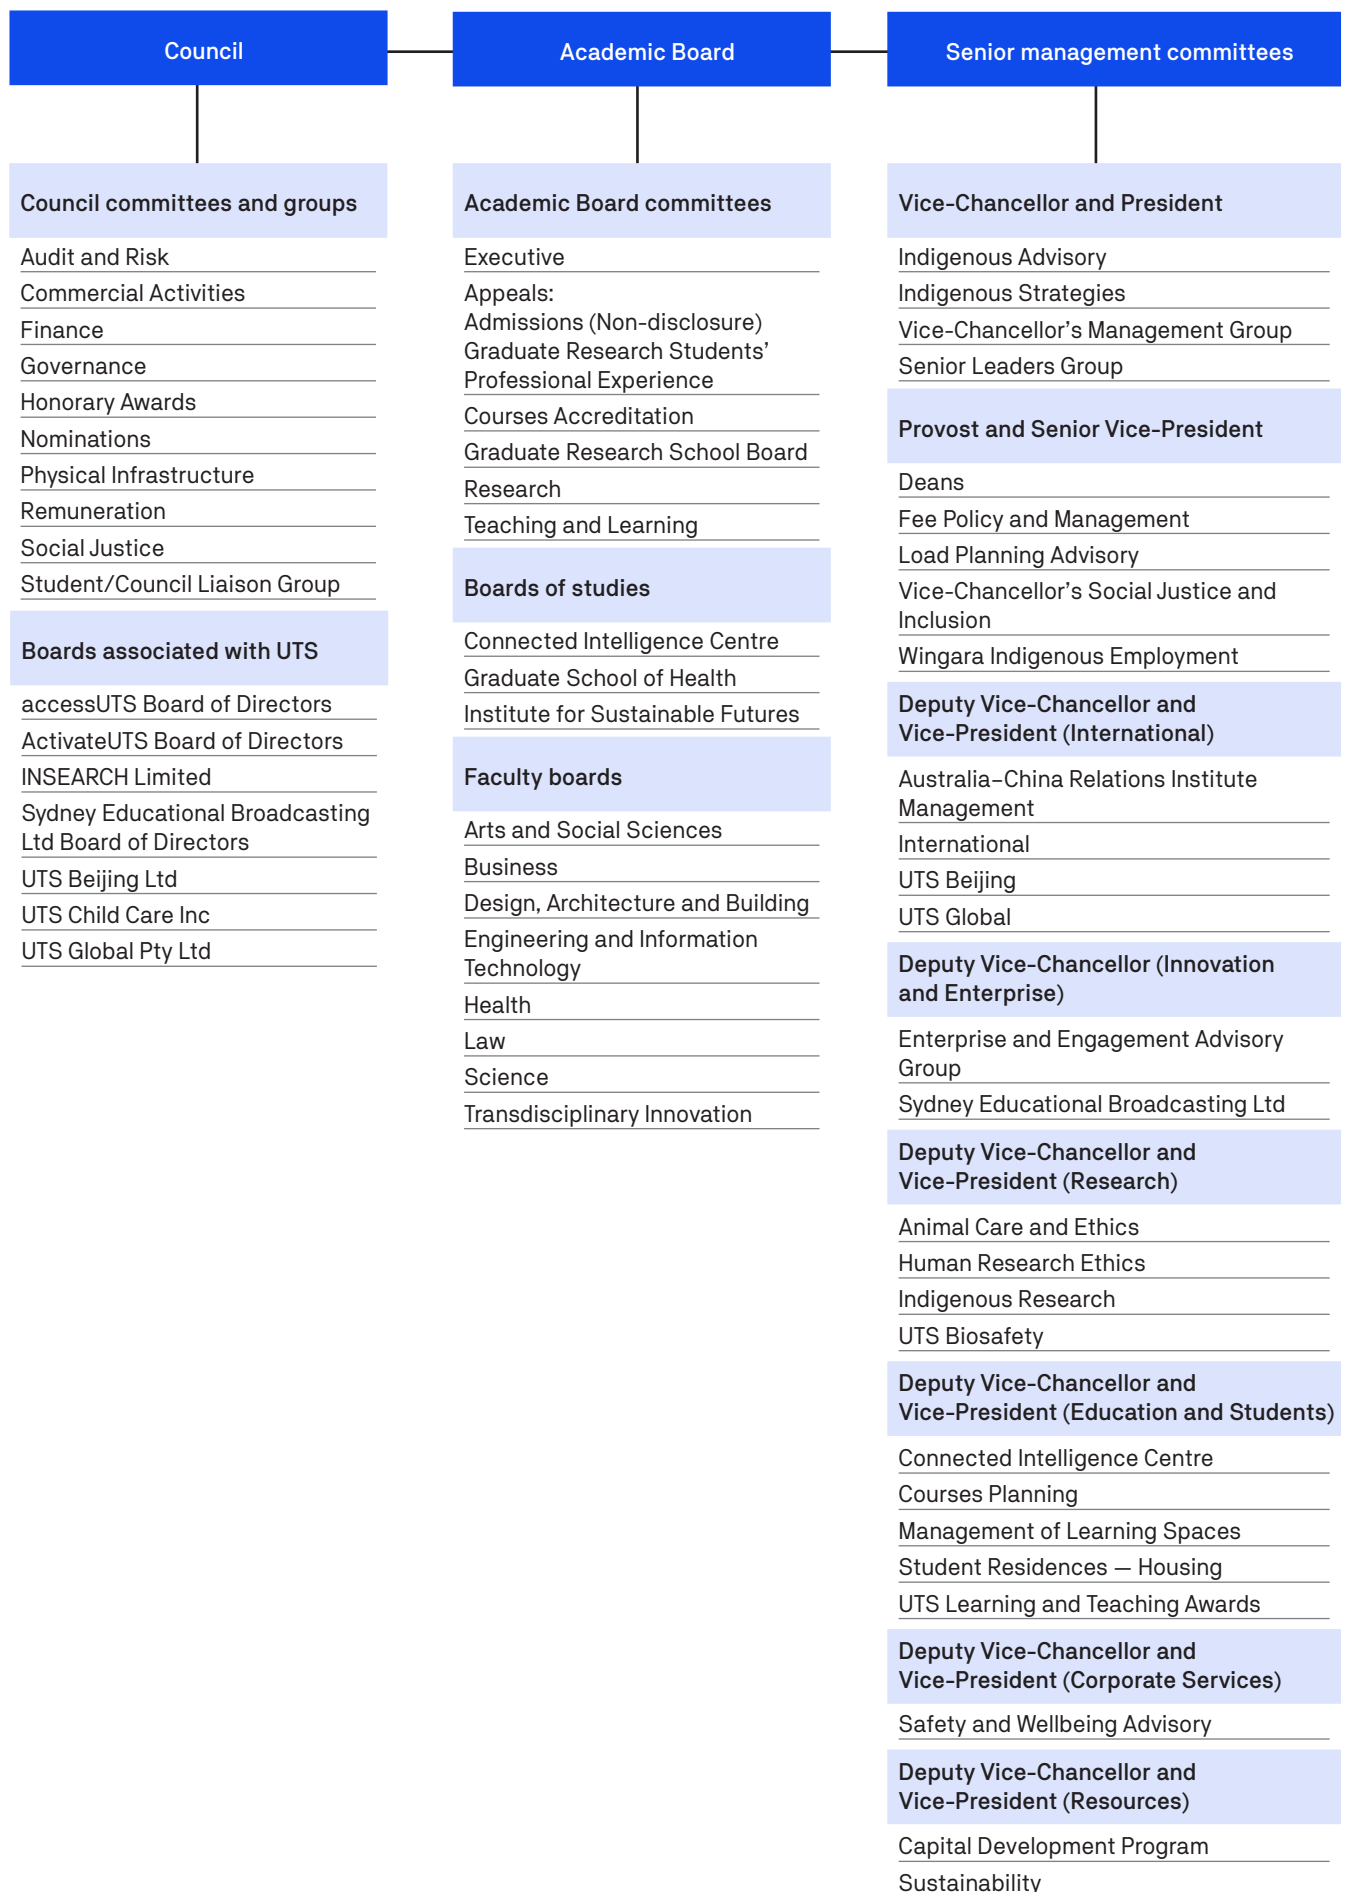 Council
Council committees and groups
Audit and Risk
Commercial Activities
Finance
Governance
Honorary Awards
Nominations
Physical Infrastructure
Remuneration
Social Justice
Student/Council Liaison Group
Boards associated with UTS
accessUTS Board of Directors
ActivateUTS Board of Directors
INSEARCH Limited
Sydney Educational Broadcasting
Ltd Board of Directors
UTS Beijing Ltd
UTS Child Care Inc
UTS Global Pty Ltd
Academic Board
Academic Board committees
Executive
Appeals:
Admissions (Non-disclosure)
Graduate Research Students’
Professional Experience
Courses Accreditation
Graduate Research School Board
Research
Teaching and Learning
Boards of studies
Connected Intelligence Centre
Graduate School of Health
Institute for Sustainable Futures
Faculty boards
Arts and Social Sciences
Business
Design, Architecture and Building
Engineering and Information
Technology
Health
Law
Science
Transdisciplinary Innovation
Senior management committees
Vice-Chancellor and President
Indigenous Advisory
Indigenous Strategies
Vice-Chancellor’s Management Group
Senior Leaders Group
Provost and Senior Vice-President
Deans
Fee Policy and Management
Load Planning Advisory
Vice-Chancellor’s Social Justice and
Inclusion
Wingara Indigenous Employment
Deputy Vice-Chancellor and
Vice-President (International)
Australia–China Relations Institute
Management
International
UTS Beijing
UTS Global
Deputy Vice-Chancellor (Innovation
and Enterprise)
Enterprise and Engagement Advisory
Group
Sydney Educational Broadcasting Ltd
Deputy Vice-Chancellor and
Vice-President (Research)
Animal Care and Ethics
Human Research Ethics
Indigenous Research
UTS Biosafety
Deputy Vice-Chancellor and
Vice-President (Education and Students)
Connected Intelligence Centre
Courses Planning
Management of Learning Spaces
Student Residences — Housing
UTS Learning and Teaching Awards
Deputy Vice-Chancellor and
Vice-President (Corporate Services)
Safety and Wellbeing Advisory
Deputy Vice-Chancellor and
Vice-President (Resources)
Capital Development Program
Sustainability